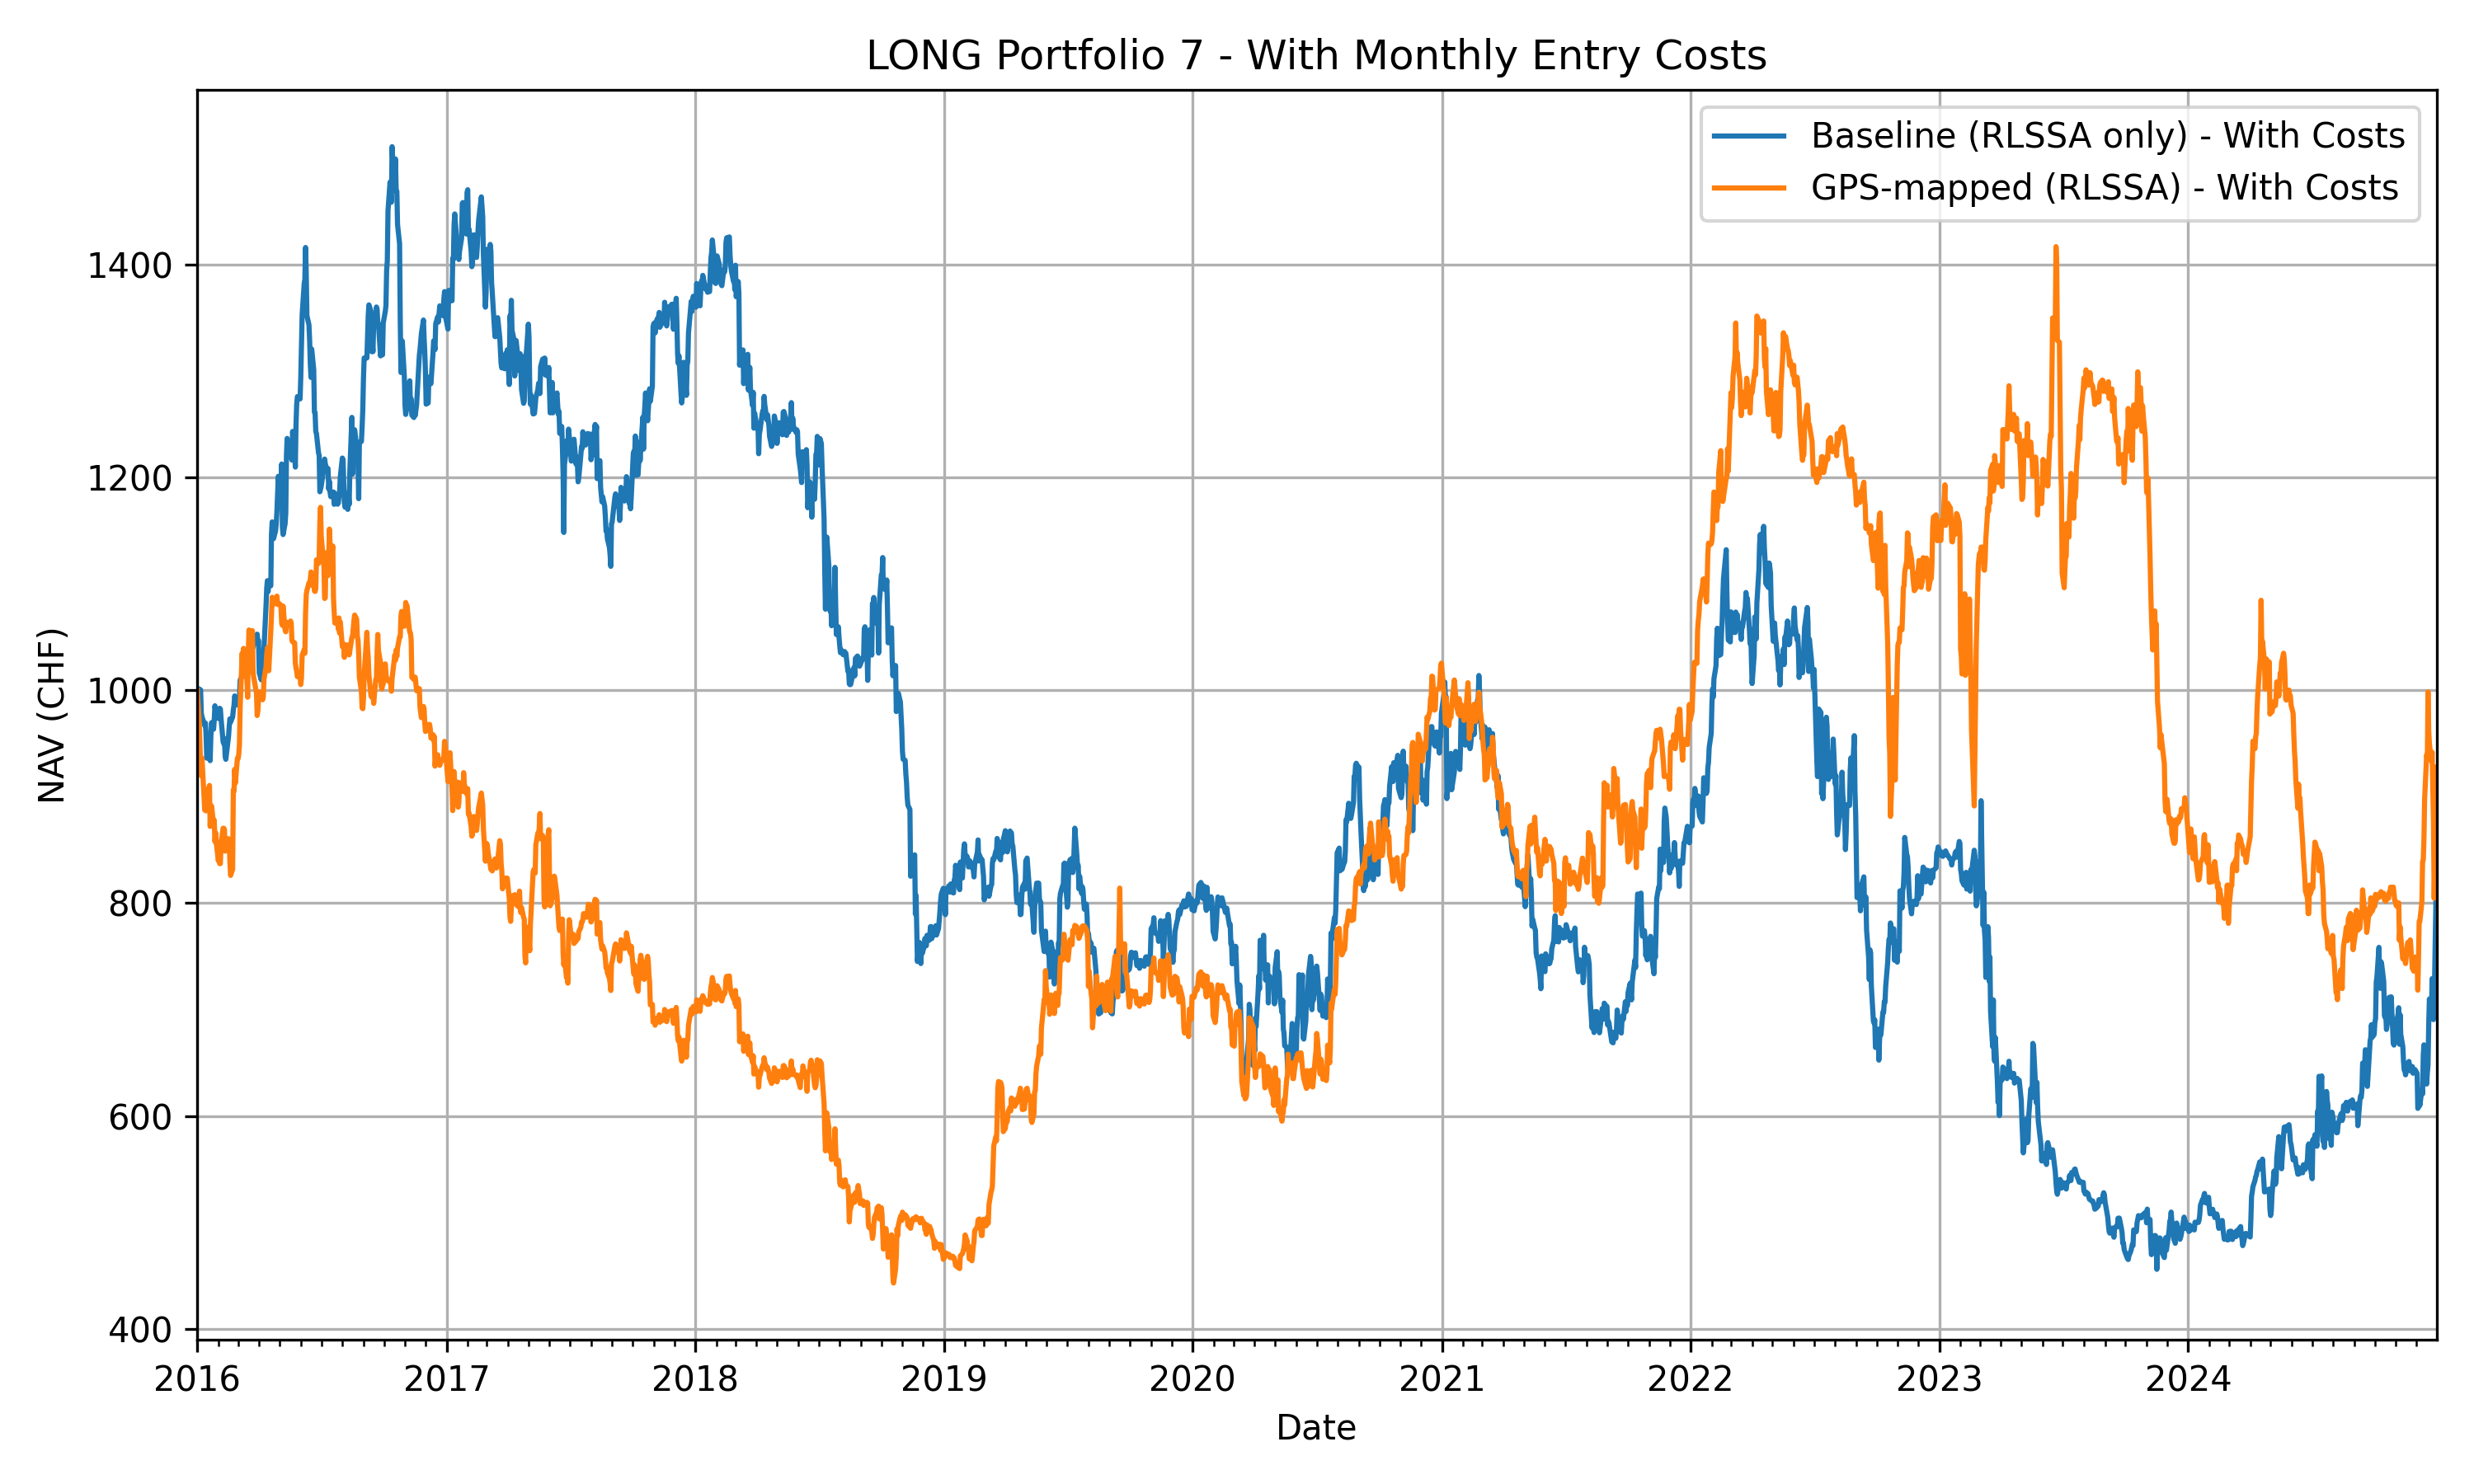 LONG Portfolio 7 - With Monthly Entry Costs
Baseline (RLSSA only) - With Costs
GPS-mapped (RLSSA) - With Costs
NAV (CHF)
1400
1200
1000
800
600
400
2016 2017 2018 2019 2020 2021 2022 2023 2024
Date